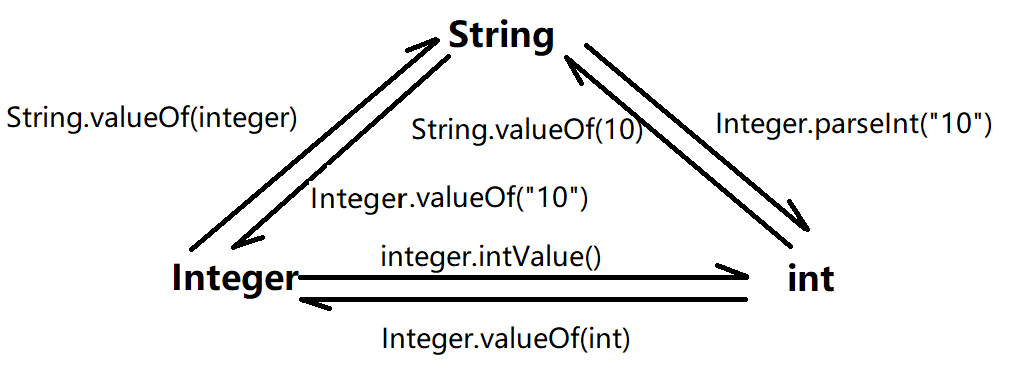 String
String.valueOf(integer)
String.valueOf(10)
Integer.parseInt("10")
Integer.valueOf("10")
integer.intValue()
Integer
int
Integer.valueOf(int)